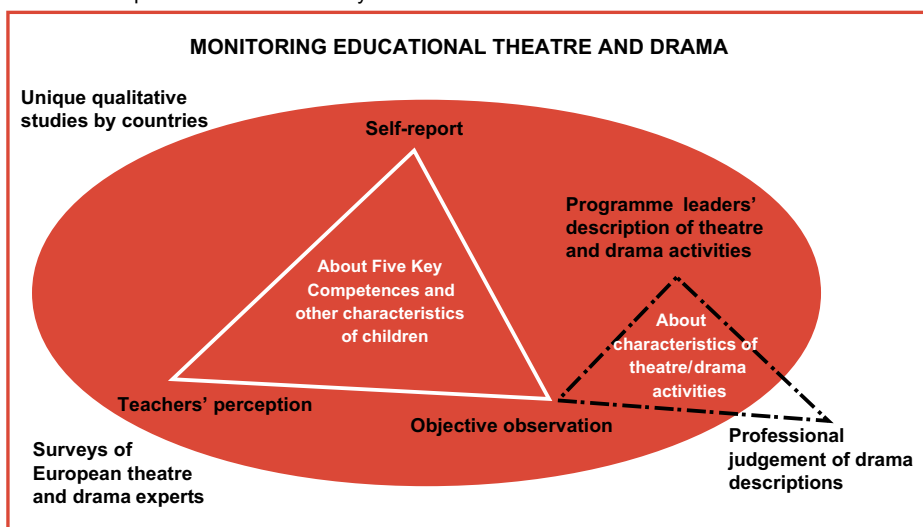 MONITORING EDUCATIONAL THEATRE AND DRAMA
Unique qualitative
studies by countries
Self-report
Programme leaders’
description of theatre
and drama activities
About Five Key
Competences and
other characteristics
of children
About
characteristics of
theatre/drama
activities
Teachers’ perception
Objective observation
Surveys of
European theatre
and drama experts
Professional
judgement of drama
descriptions